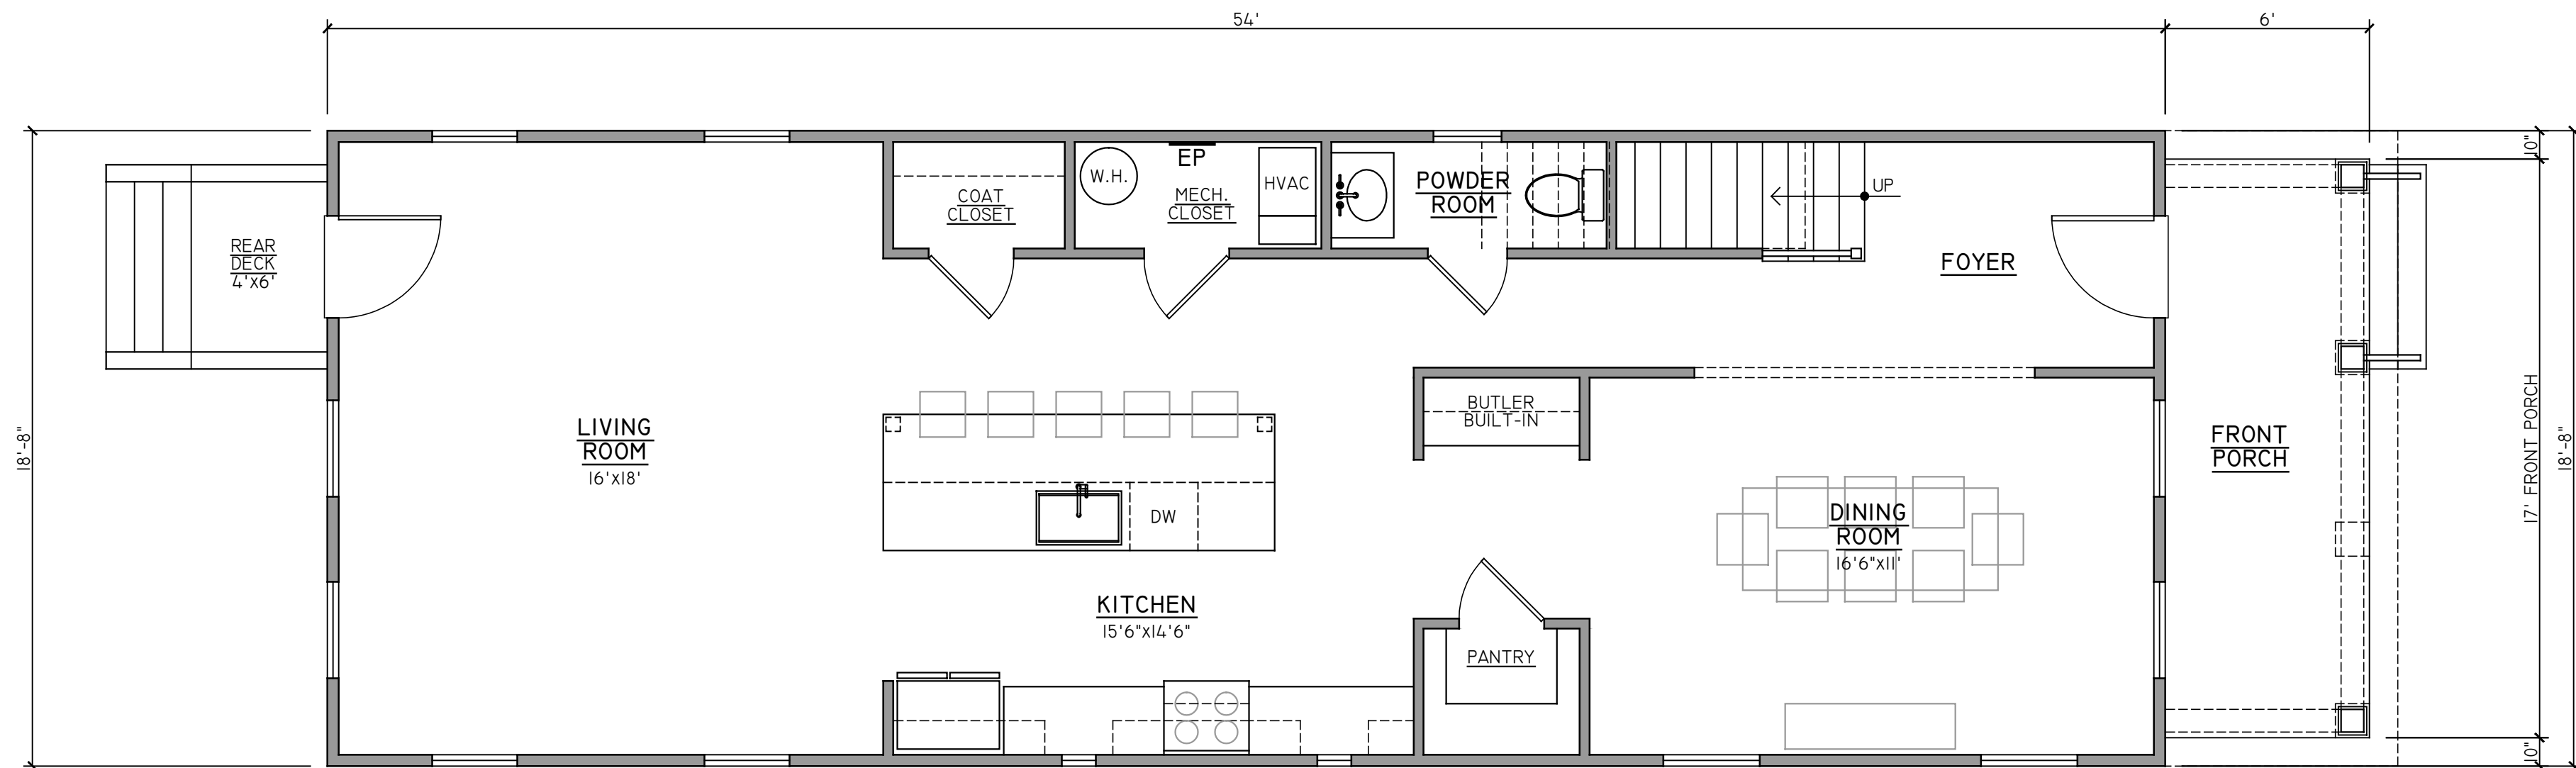 54'
6'
10"
EP
W.H.
HVAC
MECH.
CLOSET
COAT
CLOSET
POWDER
ROOM
UP
REAR
DECK
4'x6'
FOYER
BUTLER
BUILT-IN
LIVING
ROOM
16'x18'
18'-8"
FRONT
PORCH
17' FRONT PORCH
18'-8"
DW
DINING
ROOM
16'6"x11'
KITCHEN
15'6"x14'6"
PANTRY
10"